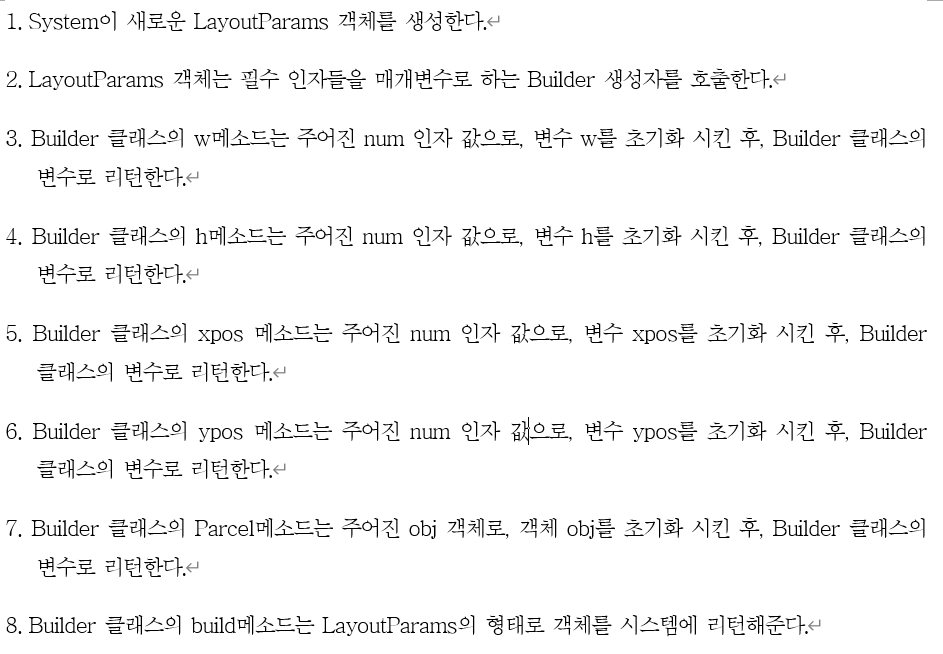 1. System이 새로운 LayoutParams 객체를 생성한다.↵
2. LayoutParams 객체는 필수 인자들을 매개변수로 하는 Builder 생성자를 호출한다.↵
3. Builder 클래스의 w메소드는 주어진 num 인자 값으로, 변수 w를 초기화 시킨 후, Builder 클래스의
변수로 리턴한다.↵
4. Builder 클래스의 h메소드는 주어진 num 인자 값으로, 변수 h를 초기화 시킨 후, Builder 클래스의
변수로 리턴한다.↵
5. Builder 클래스의 xpos 메소드는 주어진 num 인자 값으로, 변수 xpos를 초기화 시킨 후, Builder
클래스의 변수로 리턴한다.↵
6. Builder 클래스의 ypos 메소드는 주어진 num 인자 값으로, 변수 ypos를 초기화 시킨 후, Builder
클래스의 변수로 리턴한다.↵
7. Builder 클래스의 Parcel메소드는 주어진 obj 객체로, 객체 obj를 초기화 시킨 후, Builder 클래스의
변수로 리턴한다.↵
8. Builder 클래스의 build메소드는 LayoutParams의 형태로 객체를 시스템에 리턴해준다.↵